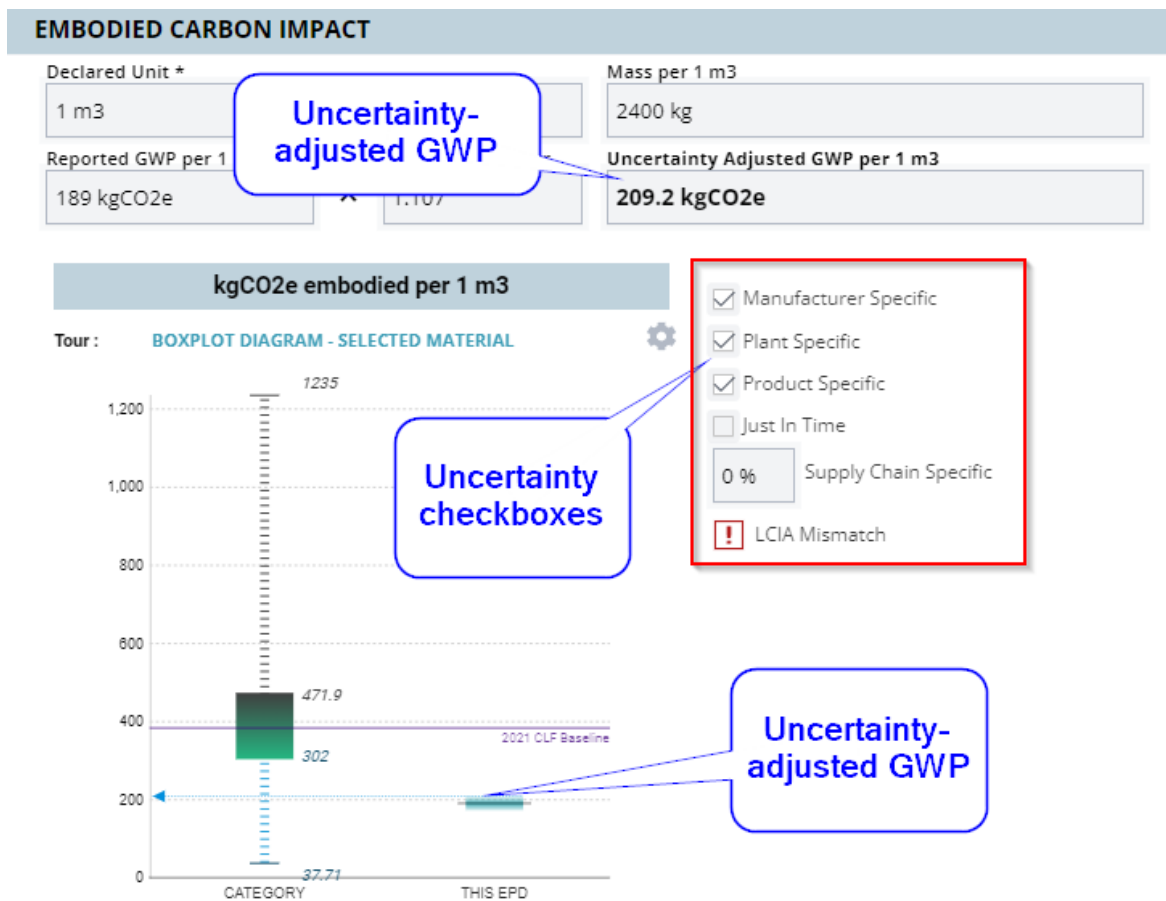 EMBODIED CARBON IMPACT
Declared Unit *
Mass per 1 m3
1 m3
2400 kg
Uncertainty-
adjusted GWP
Reported GWP per 1
Uncertainty Adjusted GWP per 1 m3
189 kgCO2e
1.107
209.2 kgCO2e
kgCO2e embodied per 1 m3
Tour :
BOXPLOT DIAGRAM - SELECTED MATERIAL
Manufacturer Specific
Plant Specific
Product Specific
Just In Time
0 %
Supply Chain Specific
! LCIA Mismatch
Uncertainty
checkboxes
1235
1,200
1,000
800
600
471.9
400
2021 CLF Baseline
302
200
37.71
0
CATEGORY
THIS EPD
Uncertainty-
adjusted GWP